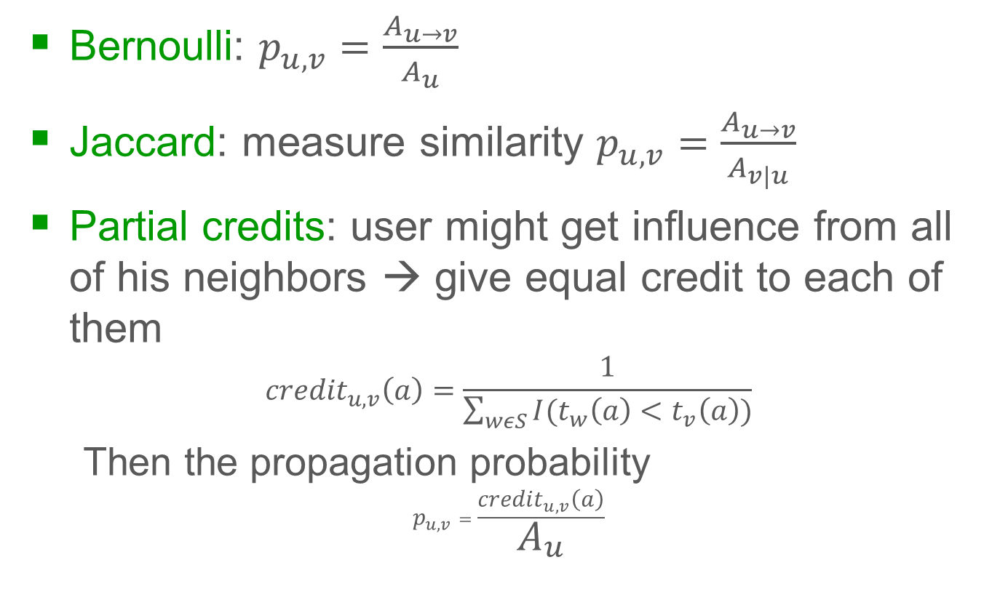 ▪ Bernoulli: $p_{u,v} = \frac{A_{u \to v}}{A_u}$
▪ Jaccard: measure similarity $p_{u,v} = \frac{A_{u \to v}}{A_{v|u}}$
▪ Partial credits: user might get influence from all
of his neighbors → give equal credit to each of
them
$credit_{u,v}(a) = \frac{1}{\sum_{w \epsilon S} I(t_w(a) < t_v(a))}$
Then the propagation probability
$p_{u,v} = \frac{credit_{u,v}(a)}{A_u}$